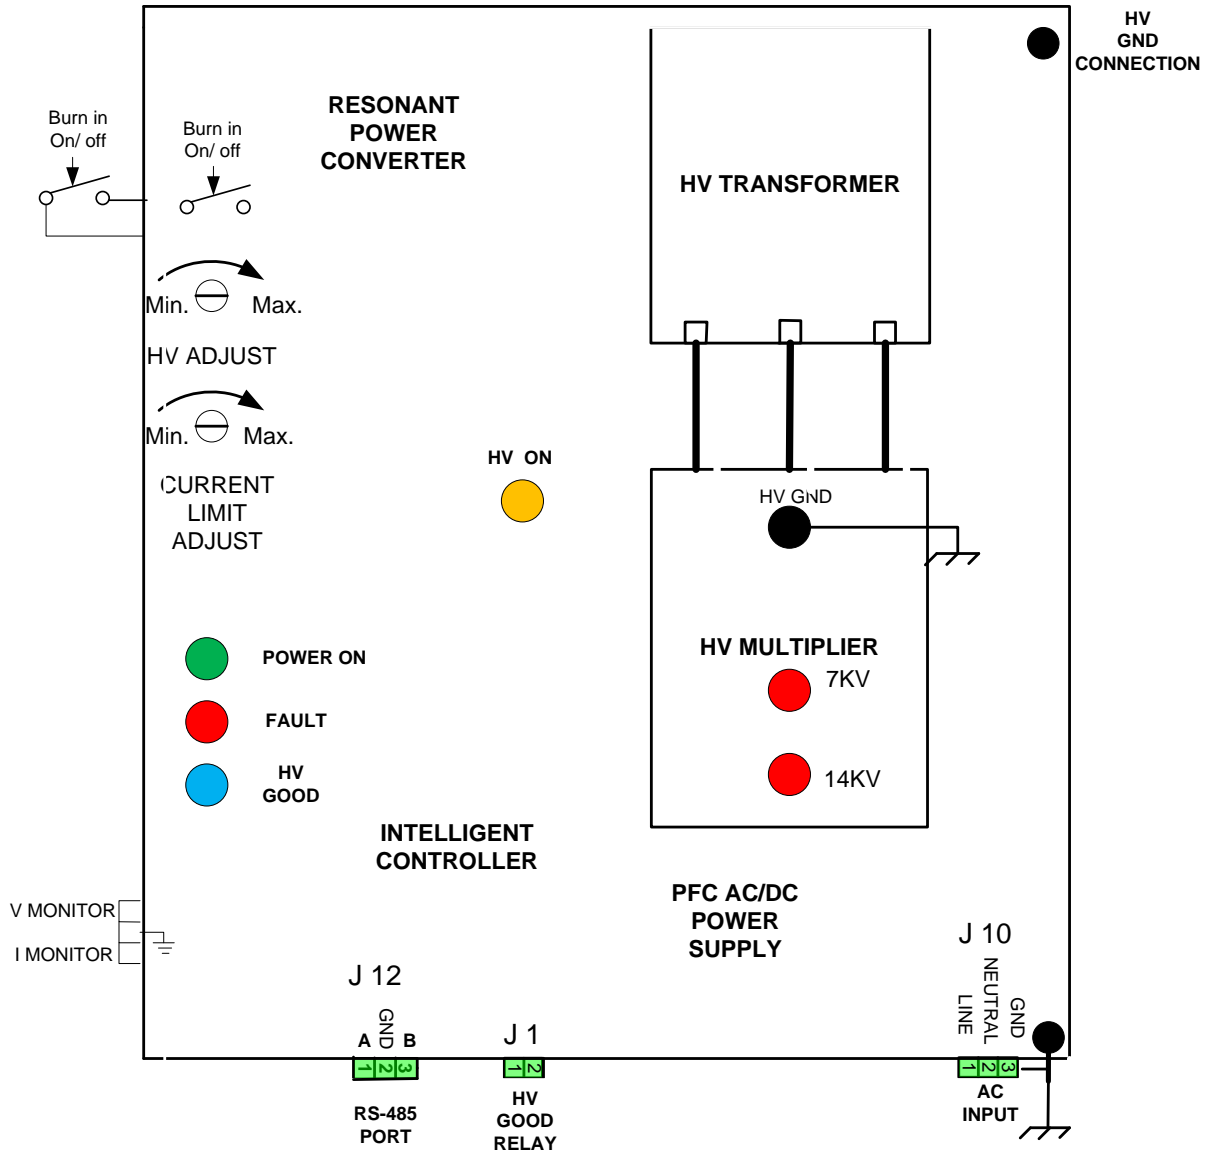 HV
GND
CONNECTION
RESONANT
POWER
CONVERTER
Burn in
On/ off
Burn in
On/ off
HV TRANSFORMER
Min.
Max.
HV ADJUST
Min.
Max.
CURRENT
LIMIT
ADJUST
HV ON
HV GND
POWER ON
FAULT
HV
GOOD
HV MULTIPLIER
7KV
14KV
INTELLIGENT
CONTROLLER
PFC AC/DC
POWER
SUPPLY
V MONITOR
I MONITOR
J 12
A
GND
B
1
2
3
RS-485
PORT
J 1
1
2
HV
GOOD
RELAY
J 10
LINE
NEUTRAL
GND
1
2
3
AC
INPUT